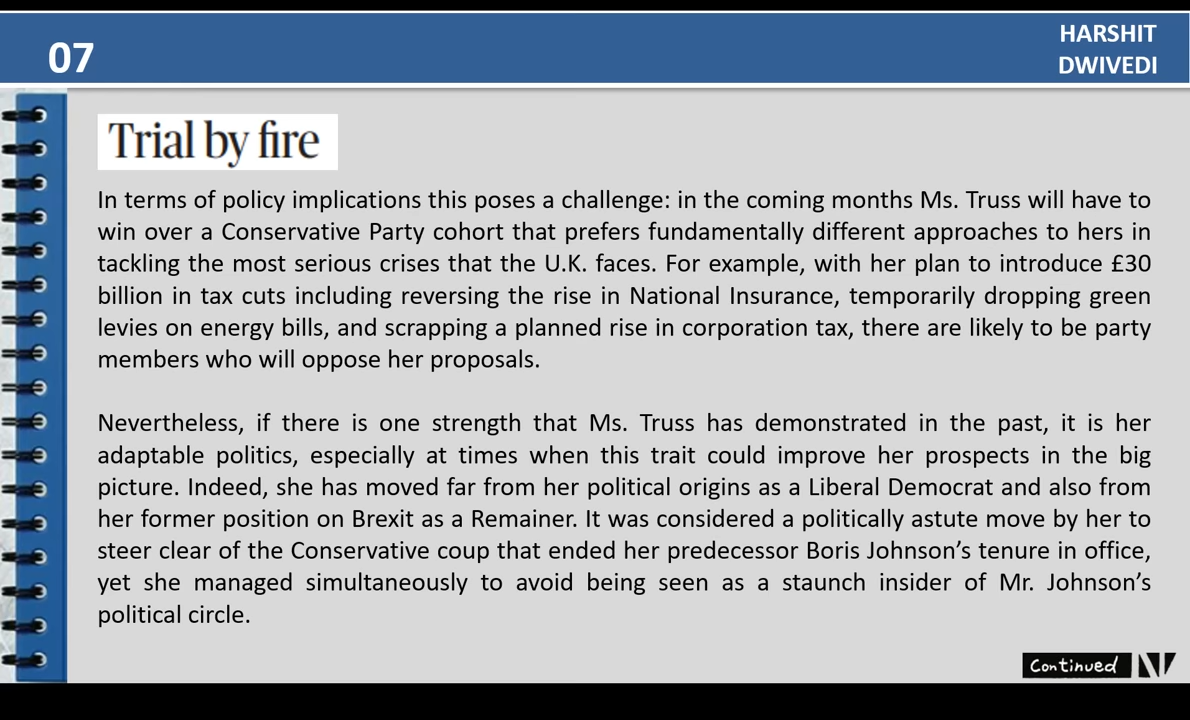 07
HARSHIT
DWIVEDI
Trial by fire
In terms of policy implications this poses a challenge: in the coming months Ms. Truss will have to
win over a Conservative Party cohort that prefers fundamentally different approaches to hers in
tackling the most serious crises that the U.K. faces. For example, with her plan to introduce £30
billion in tax cuts including reversing the rise in National Insurance, temporarily dropping green
levies on energy bills, and scrapping a planned rise in corporation tax, there are likely to be party
members who will oppose her proposals.
Nevertheless, if there is one strength that Ms. Truss has demonstrated in the past, it is her
adaptable politics, especially at times when this trait could improve her prospects in the big
picture. Indeed, she has moved far from her political origins as a Liberal Democrat and also from
her former position on Brexit as a Remainer. It was considered a politically astute move by her to
steer clear of the Conservative coup that ended her predecessor Boris Johnson’s tenure in office,
yet she managed simultaneously to avoid being seen as a staunch insider of Mr. Johnson’s
political circle.
Continued